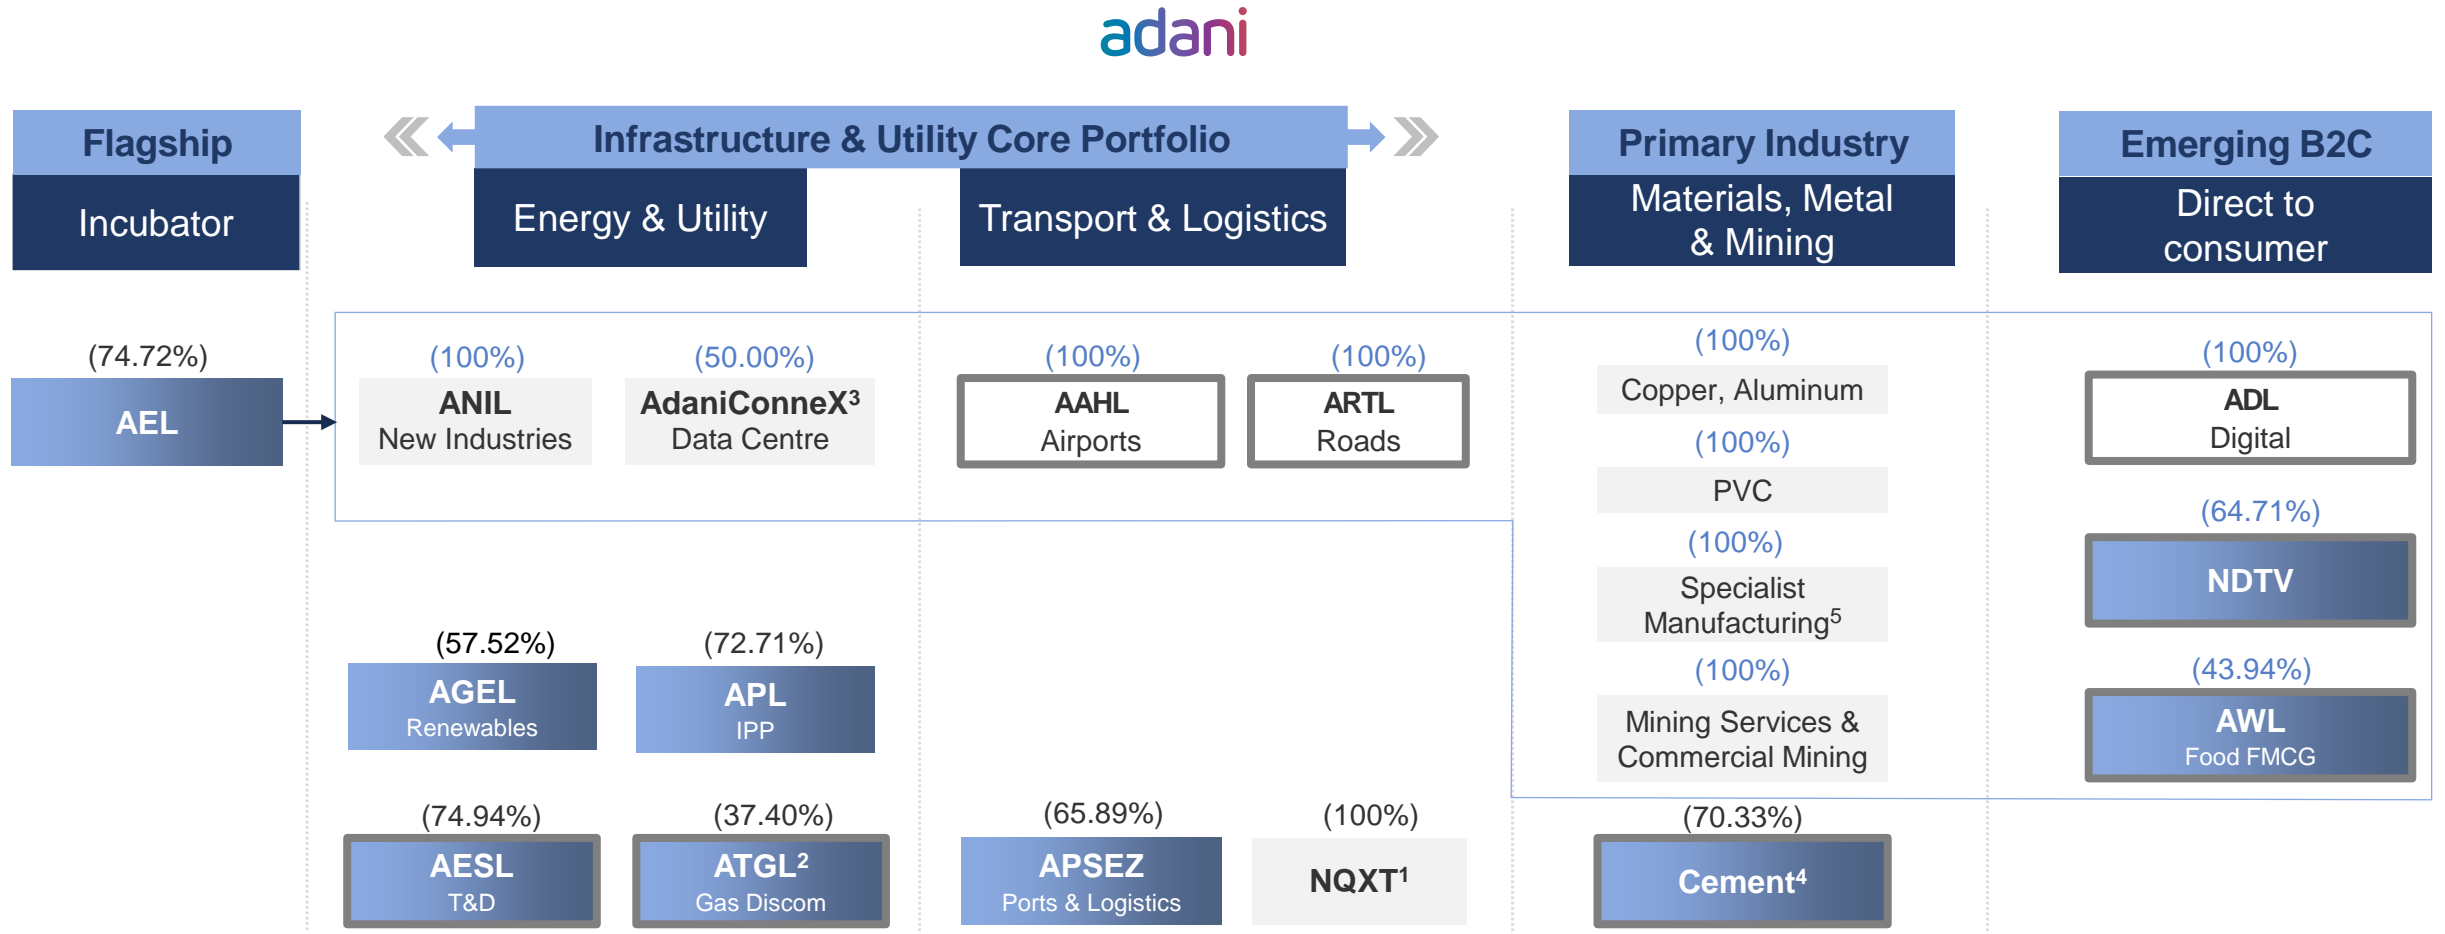 adani
Flagship
Incubator
Infrastructure & Utility Core Portfolio
Energy & Utility
Transport & Logistics
Primary Industry
Materials, Metal
& Mining
Emerging B2C
Direct to
consumer
(74.72%)
AEL
(100%)
ANIL
New Industries
(50.00%)
AdaniConneX³
Data Centre
(100%)
AAHL
Airports
(100%)
ARTL
Roads
(100%)
Copper, Aluminum
(100%)
PVC
(100%)
Specialist
Manufacturing⁵
(100%)
Mining Services &
Commercial Mining
(100%)
ADL
Digital
(64.71%)
NDTV
(43.94%)
AWL
Food FMCG
(57.52%)
AGEL
Renewables
(72.71%)
APL
IPP
(74.94%)
AESL
T&D
(37.40%)
ATGL²
Gas Discom
(65.89%)
APSEZ
Ports & Logistics
(100%)
NQXT¹
(70.33%)
Cement⁴